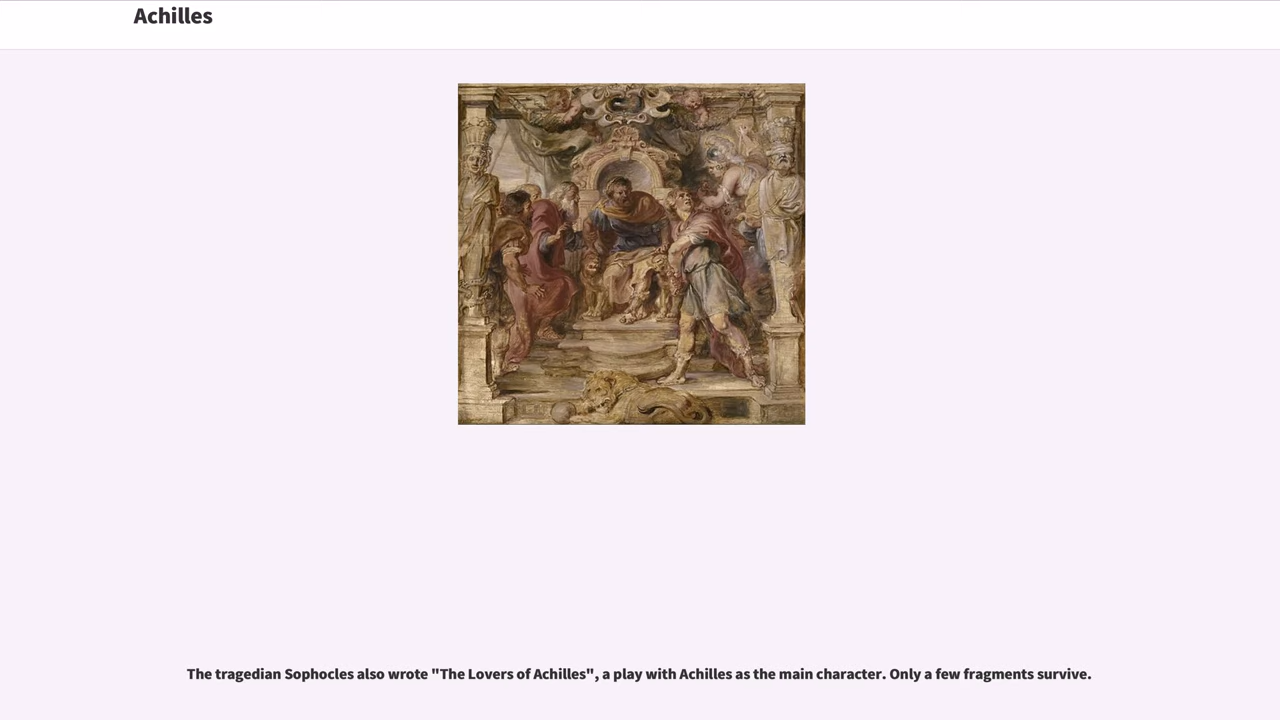 Achilles
The tragedian Sophocles also wrote "The Lovers of Achilles", a play with Achilles as the main character. Only a few fragments survive.